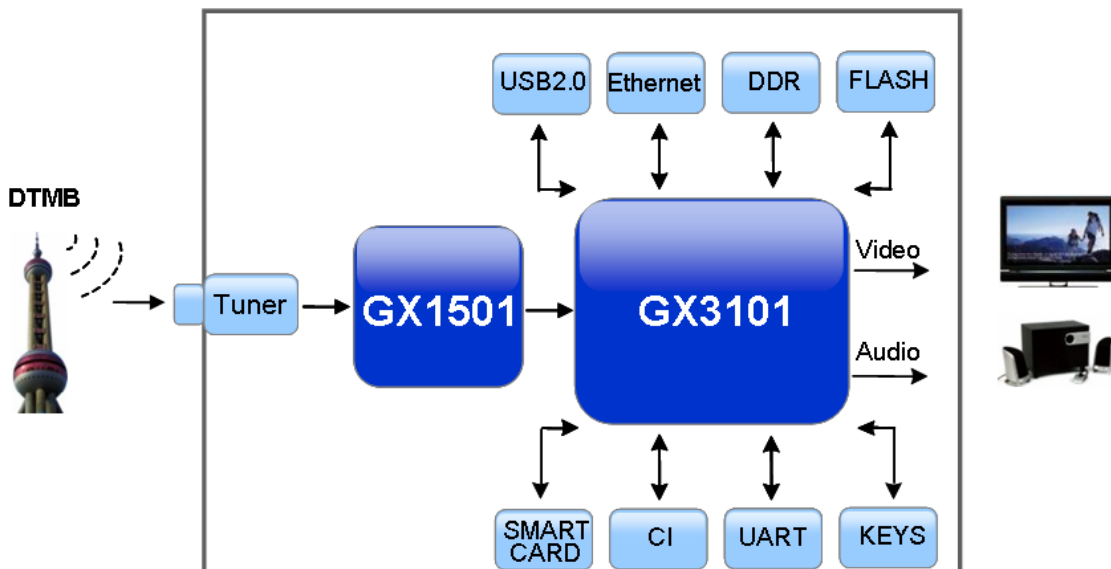 USB2.0
Ethernet
DDR
FLASH
DTMB
Tuner
GX1501
GX3101
Video
Audio
SMART
CARD
CI
UART
KEYS